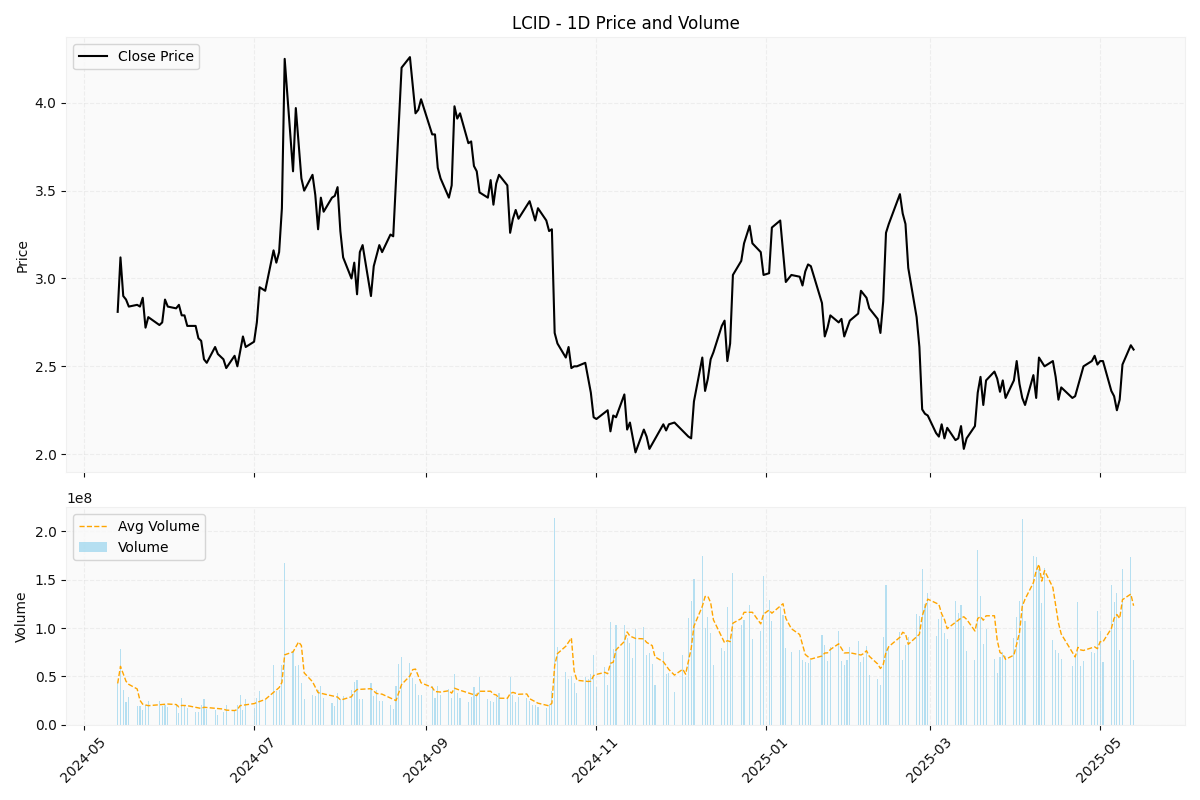 LCID - 1D Price and Volume
Close Price
Price
4.0
3.5
3.0
2.5
2.0
1e8
Avg Volume
Volume
Volume
2.0
1.5
1.0
0.5
0.0
2024-05
2024-07
2024-09
2024-11
2025-01
2025-03
2025-05